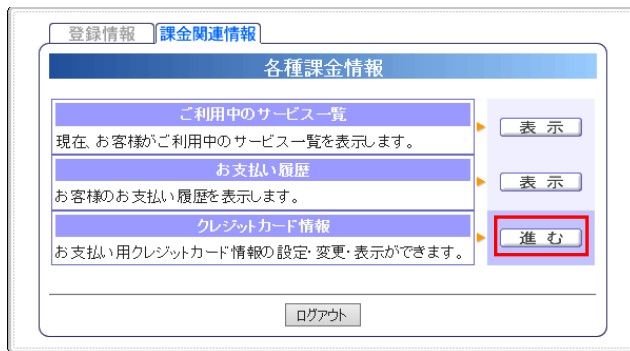 登録情報 課金関連情報
各種課金情報
ご利用中のサービス一覧
現在、お客様がご利用中のサービス一覧を表示します。
表 示
お支払い履歴
お客様のお支払い履歴を表示します。
表 示
クレジットカード情報
お支払い用クレジットカード情報の設定・変更・表示ができます。
進 む
ログアウト